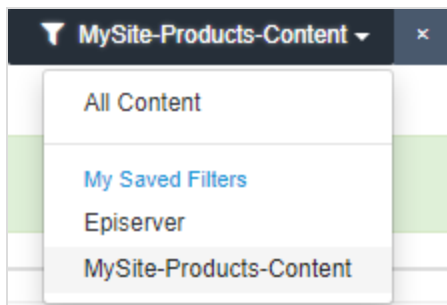 MySite-Products-Content
×
All Content
My Saved Filters
Episerver
MySite-Products-Content